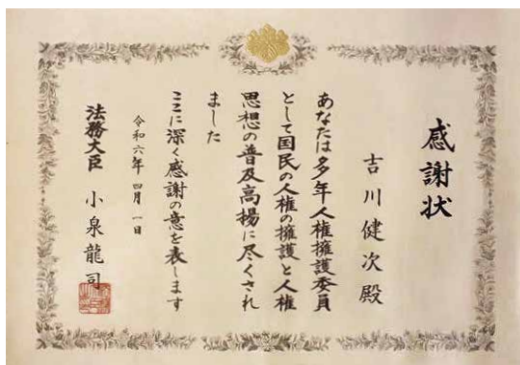 感謝状
吉川健次殿
あなたは多年人権擁護委員
として国民の人権の擁護と人権
思想の普及高揚に尽くされ
ました
ここに深く感謝の意を表します
令和六年四月一日
法務大臣 小泉龍司